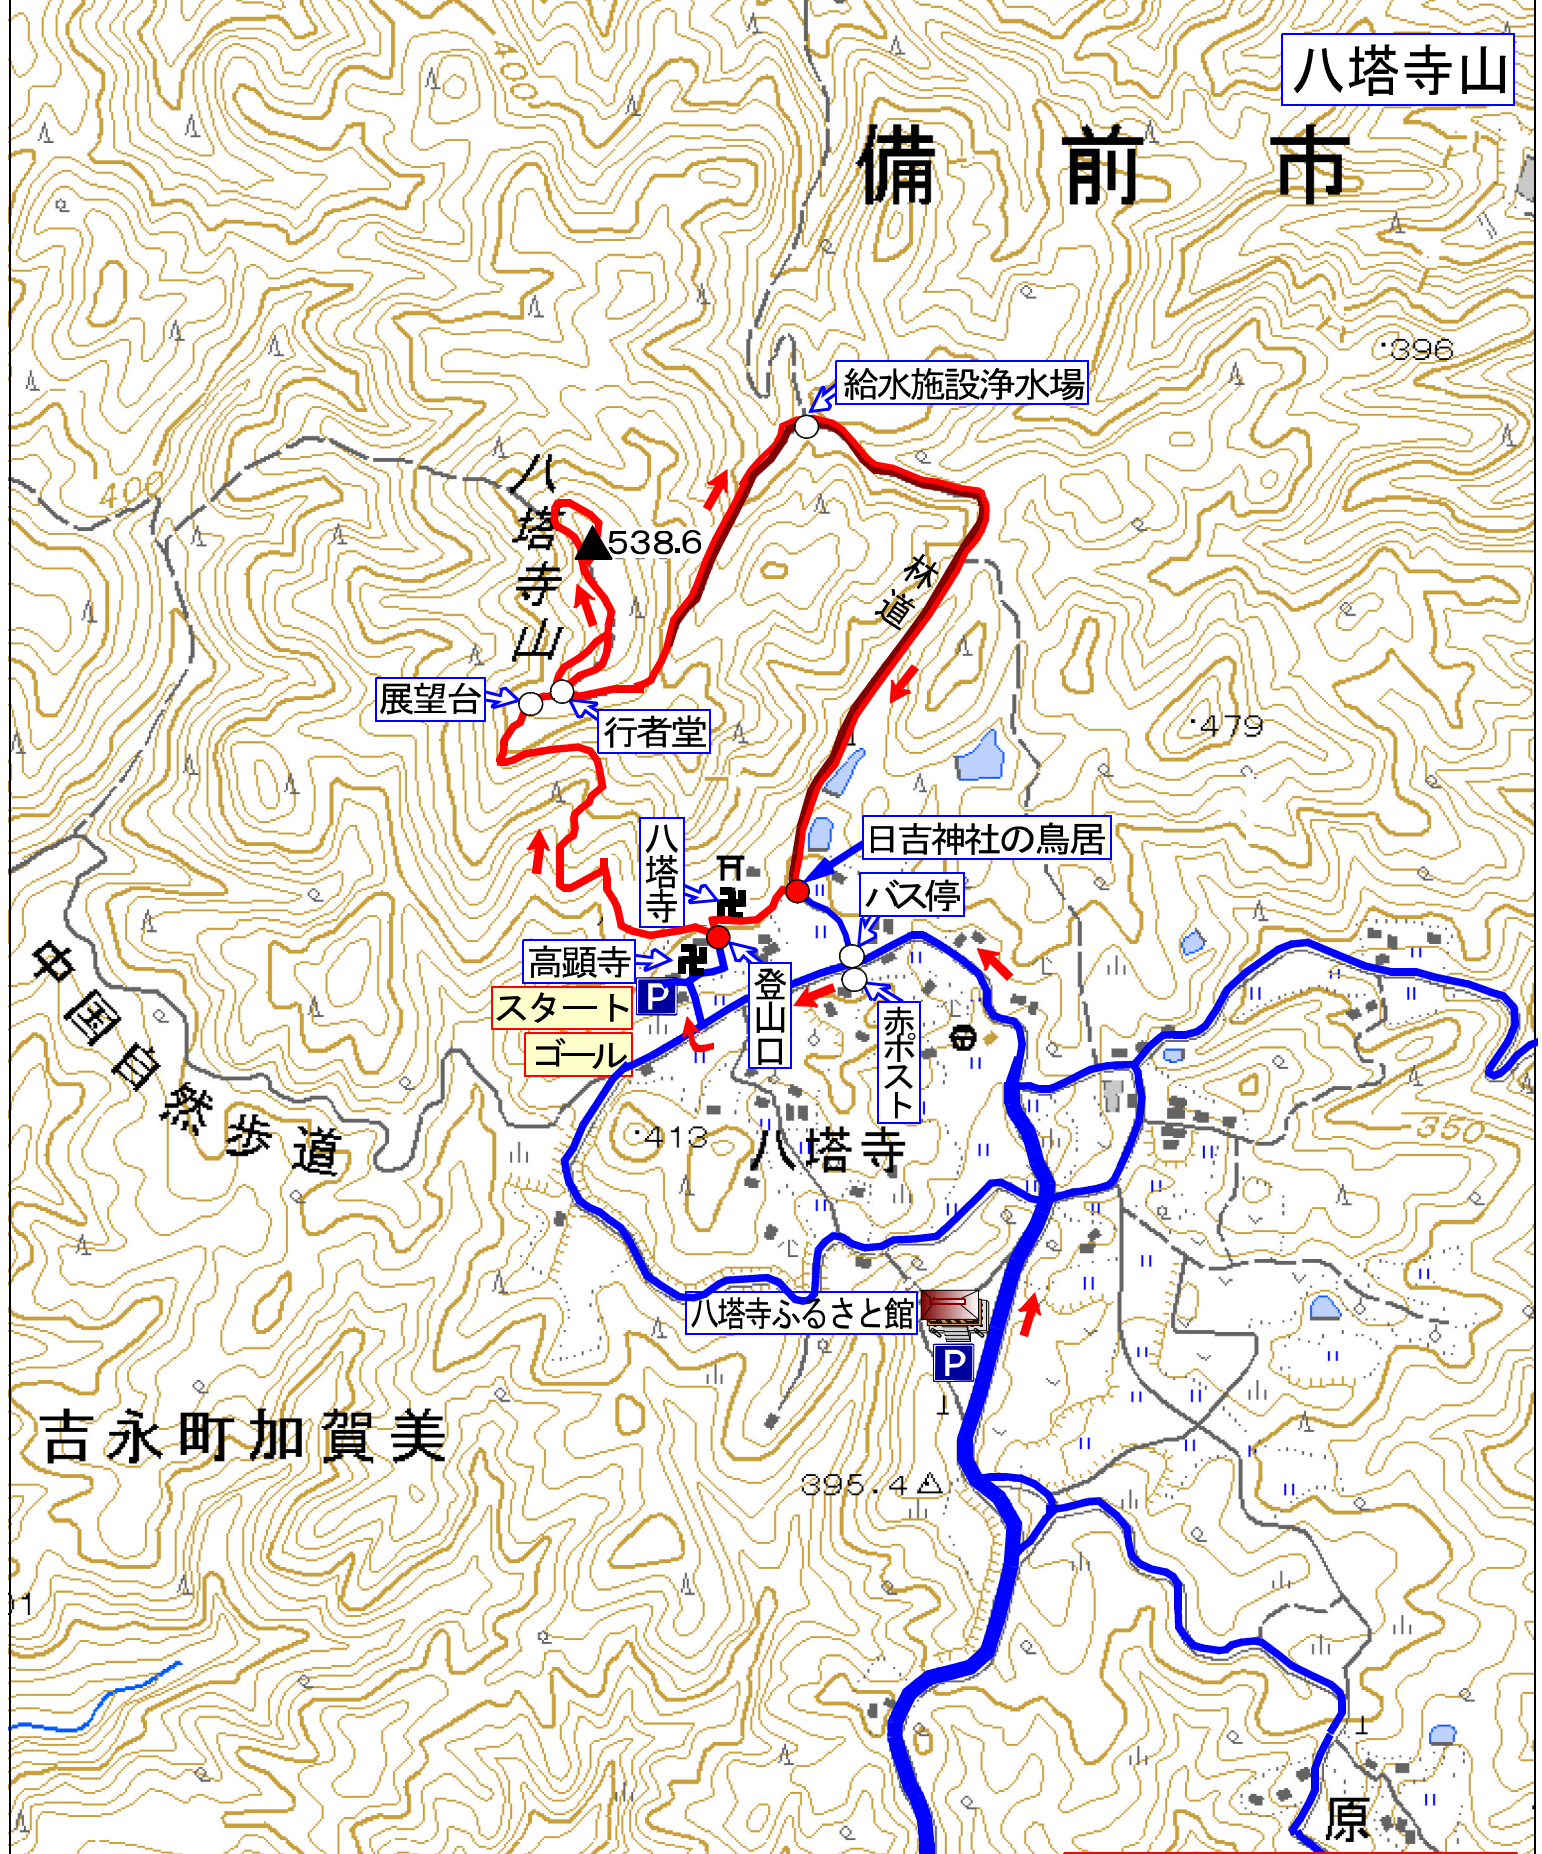 八塔寺山
備前市
400
396
給水施設浄水場
400
八塔寺山
538.6
林道
展望台
行者堂
479
八塔寺
日吉神社の鳥居
バス停
高顕寺
スタート
P
ゴール
登山口
赤ポスト
中国自然歩道
413
八塔寺
350
八塔寺ふるさと館
P
吉永町加賀美
395.4
原